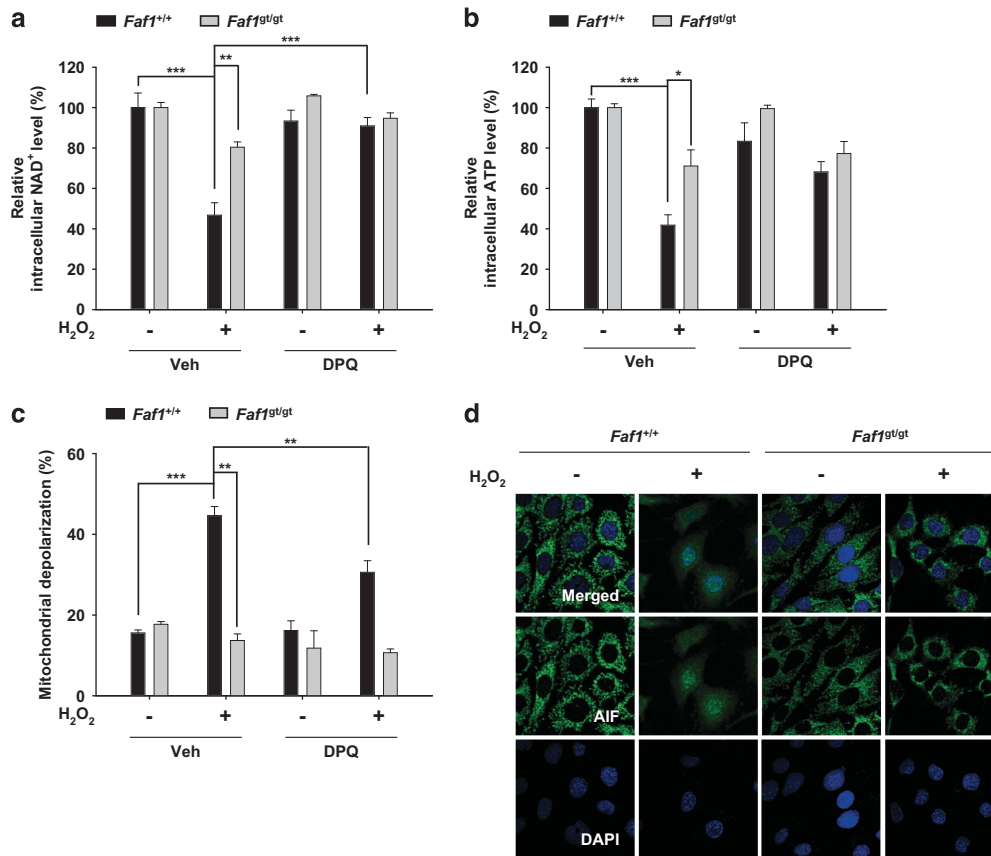 a
Faf1+/+ Faf1gt/gt
Relative
intracellular NAD+ level (%)
120
100
80
60
40
20
0
*** ** ***
H2O2 - + - +
Veh DPQ
b
Faf1+/+ Faf1gt/gt
Relative
intracellular ATP level (%)
120
100
80
60
40
20
0
*** *
H2O2 - + - +
Veh DPQ
c
Faf1+/+ Faf1gt/gt
Mitochondrial depolarization (%)
60
40
20
0
*** ** **
H2O2 - + - +
Veh DPQ
d
Faf1+/+ Faf1gt/gt
H2O2 - + - +
Merged
AIF
DAPI